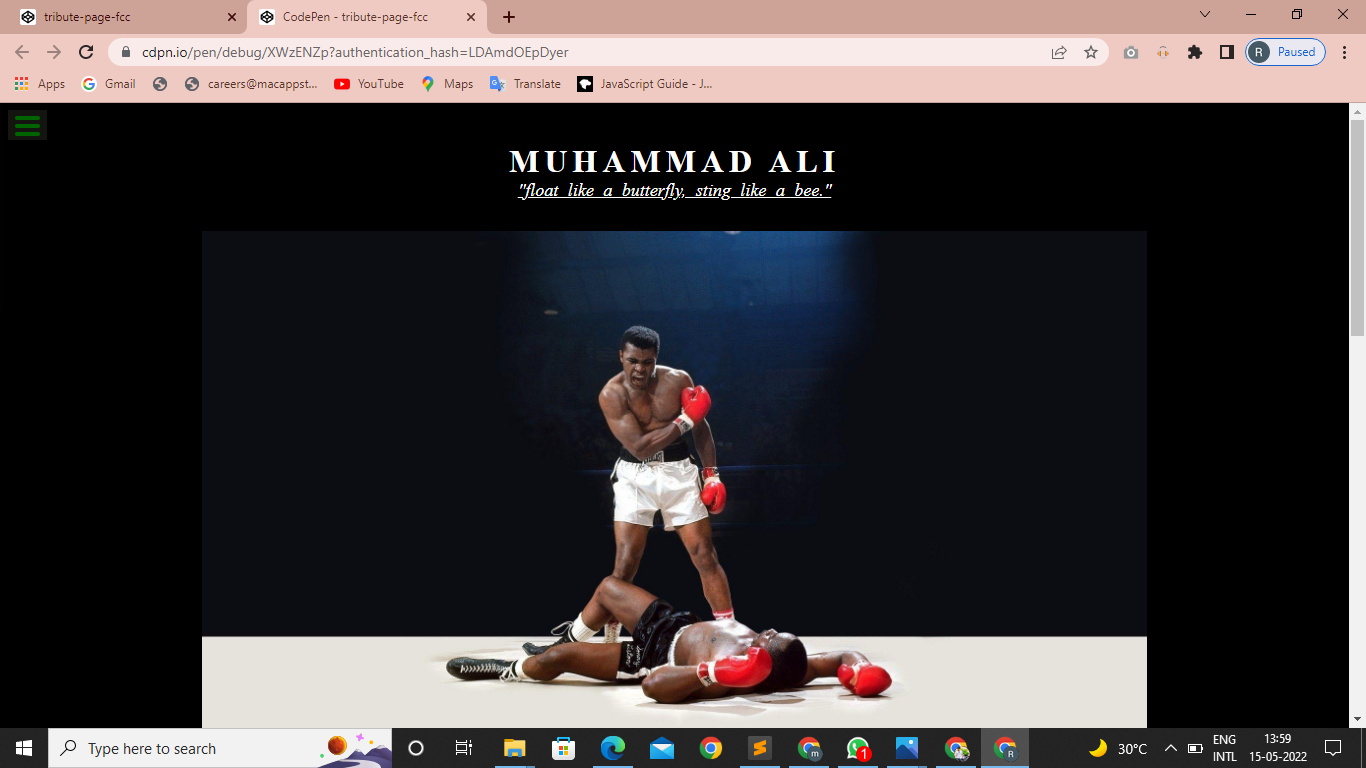 tribute-page-fcc
CodePen - tribute-page-fcc
cdpn.io/pen/debug/XWzENZp?authentication_hash=LDAmdOEpDyer
R Paused
Apps
Gmail
careers@macappst...
YouTube
Maps
Translate
JavaScript Guide - J...
MUHAMMAD ALI
"float like a butterfly, sting like a bee."
Type here to search
m
1
R
30°C
ENG
INTL
13:59
15-05-2022